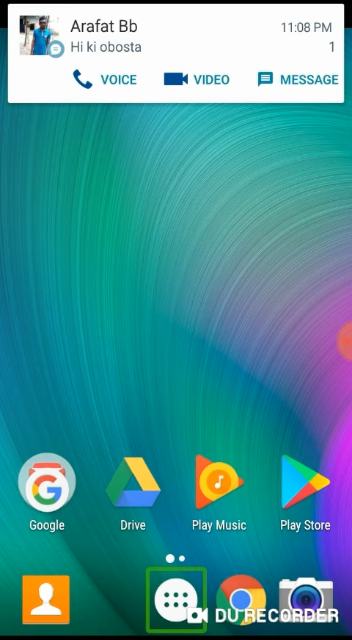 Arafat Bb
11:08 PM
Hi ki obosta
1
VOICE
VIDEO
MESSAGE
Google
Drive
Play Music
Play Store
DU RECORDER